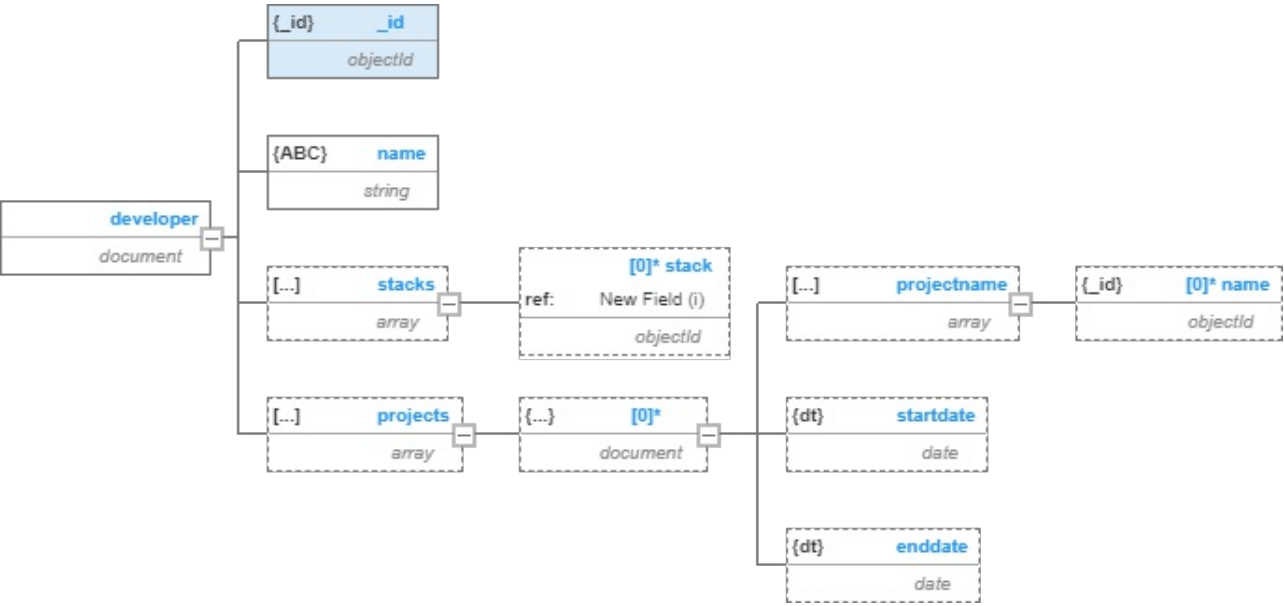 {_id} _id
objectId
{ABC} name
string
developer
document
[...] stacks
array
[0]* stack
ref: New Field (i)
objectId
[...] projectname
array
{_id} [0]* name
objectId
[...] projects
array
{...} [0]*
document
{dt} startdate
date
{dt} enddate
date